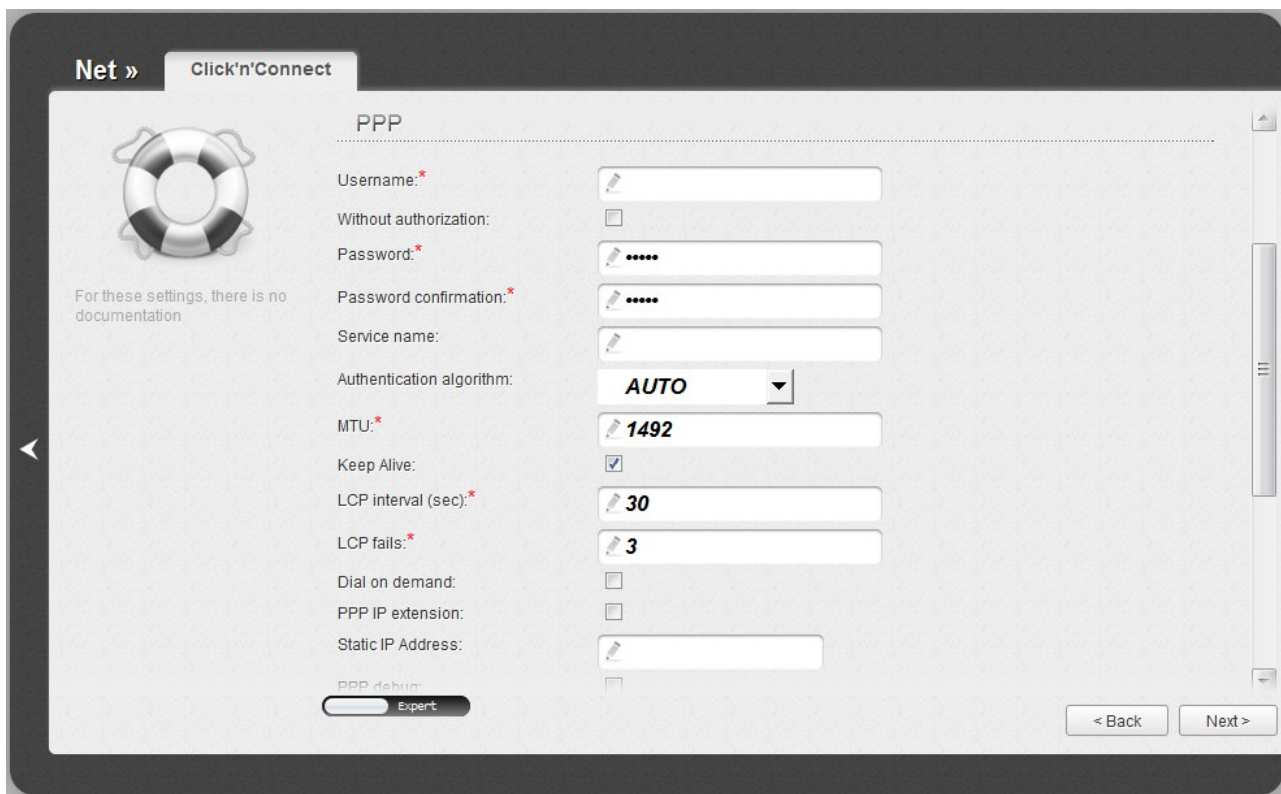 Net »
Click'n'Connect
For these settings, there is no
documentation
PPP
Username:*
Without authorization:
Password:* •••••
Password confirmation:* •••••
Service name:
Authentication algorithm: AUTO
MTU:* 1492
Keep Alive:
LCP interval (sec):* 30
LCP fails:* 3
Dial on demand:
PPP IP extension:
Static IP Address:
PPP debug:
Expert
< Back
Next >